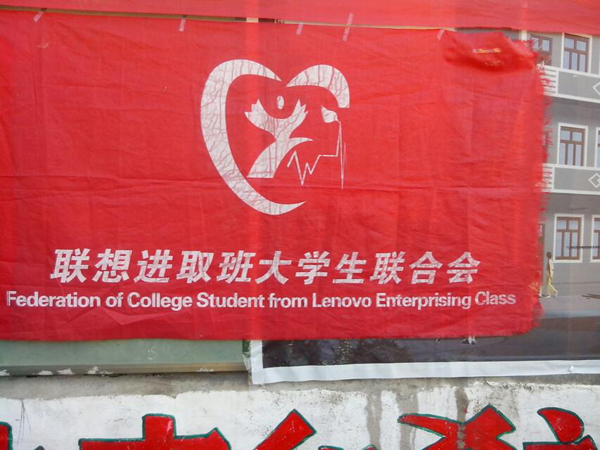 联想进取班大学生联合会
Federation of College Student from Lenovo Enterprising Class